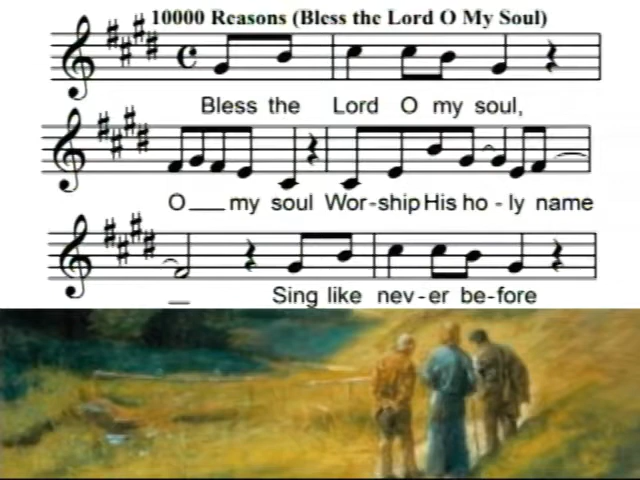 10000 Reasons (Bless the Lord O My Soul)
Bless the Lord O my soul,
O___ my soul Wor-ship His ho - ly name
_ Sing like nev-er be-fore